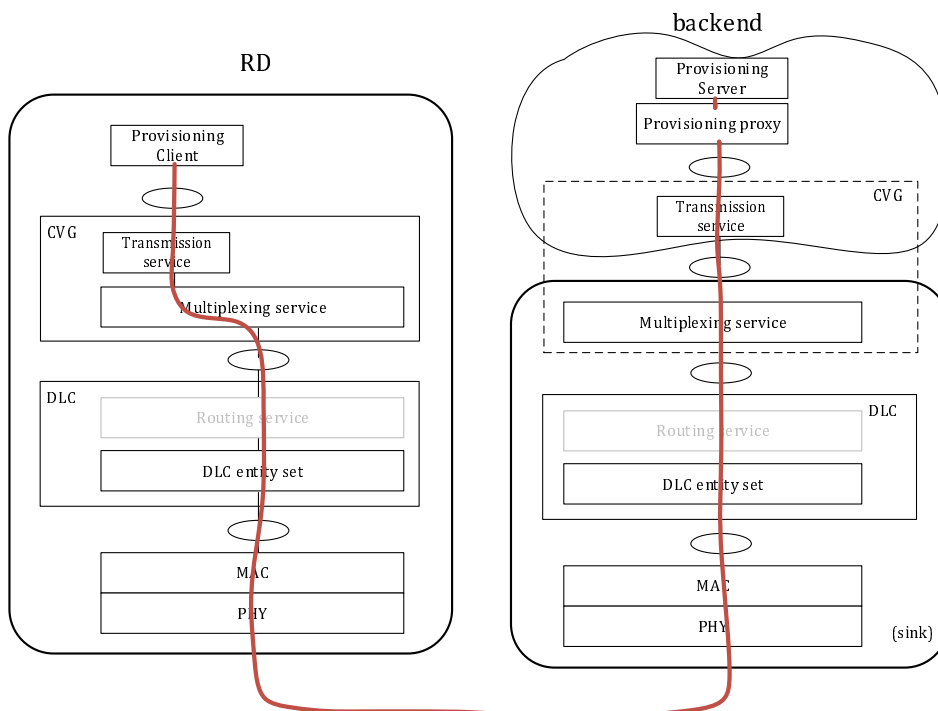 backend
RD
Provisioning
Client
CVG
Transmission
service
Multiplexing service
DLC
Routing service
DLC entity set
MAC
PHY
Provisioning
Server
Provisioning proxy
CVG
Transmission
service
Multiplexing service
DLC
Routing service
DLC entity set
MAC
PHY
(sink)